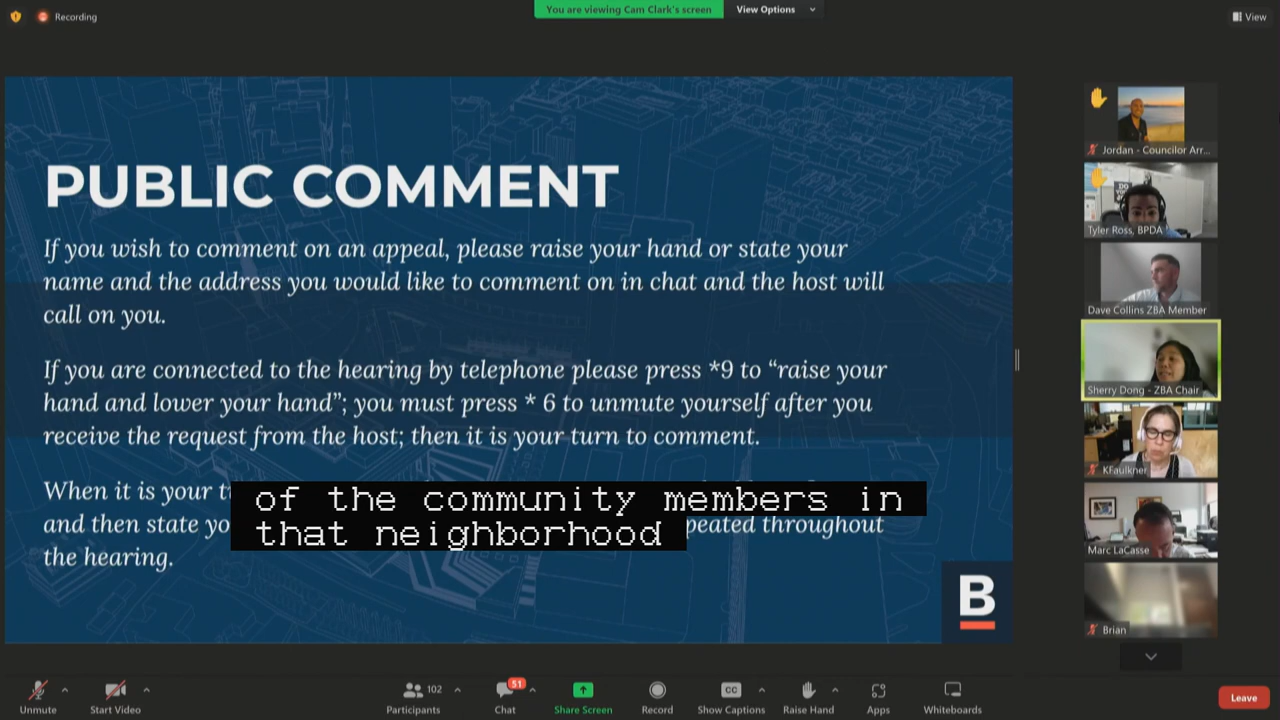 Recording
You are viewing Cam Clark's screen
View Options
View
PUBLIC COMMENT
If you wish to comment on an appeal, please raise your hand or state your
name and the address you would like to comment on in chat and the host will
call on you.
If you are connected to the hearing by telephone please press *9 to “raise your
hand and lower your hand”; you must press * 6 to unmute yourself after you
receive the request from the host; then it is your turn to comment.
When it is your
and then state
peated throughout
the hearing.
of the community members in
that neighborhood
B
Jordan - Councilor Arr...
Tyler Ross, BPDA
Dave Collins ZBA Member
Sherry Dong - ZBA Chair
KFaulkner
Marc LaCasse
Brian
Unmute
Start Video
102
Participants
51
Chat
Share Screen
Record
CC
Show Captions
Raise Hand
Apps
Whiteboards
Leave